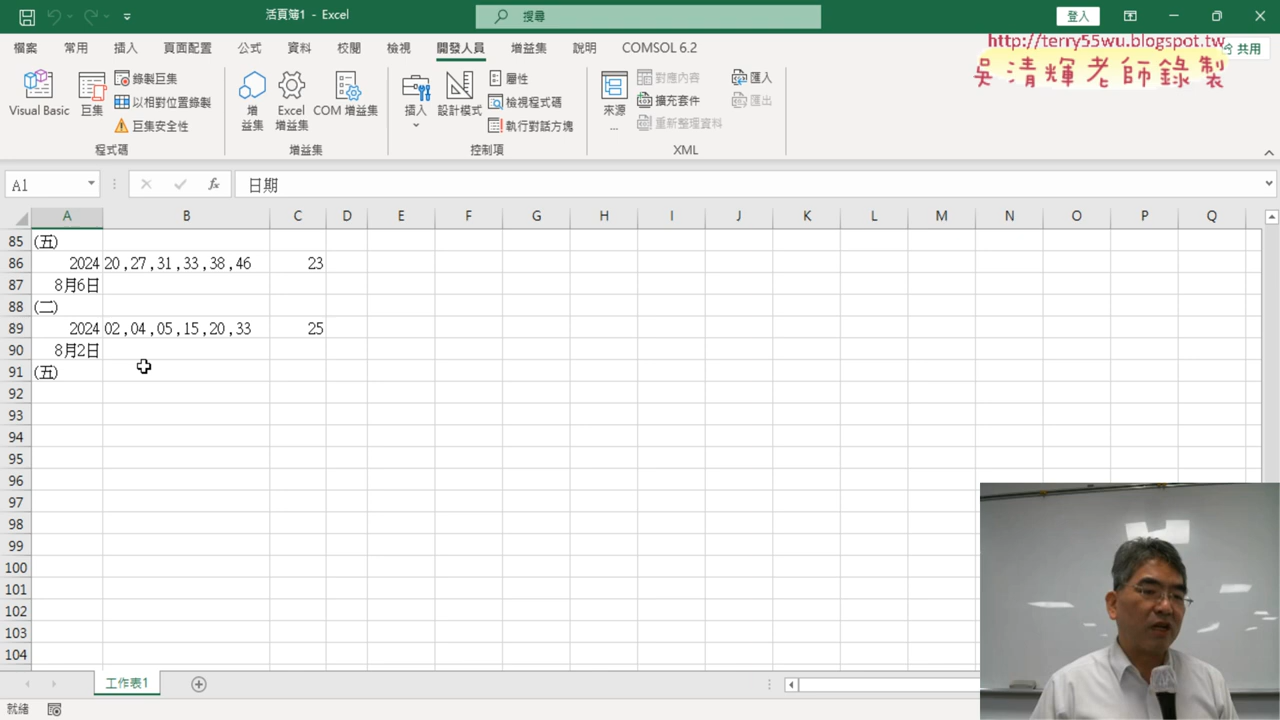 活頁簿1 - Excel
搜尋
登入
檔案 常用 插入 頁面配置 公式 資料 校閱 檢視 開發人員 增益集 說明 COMSOL 6.2
共用
http://terry55wu.blogspot.tw
吳清輝老師錄製
Visual Basic
巨集
錄製巨集
以相對位置錄製
巨集安全性
程式碼
增益集
Excel 增益集
COM 增益集
增益集
插入
設計模式
屬性
檢視程式碼
執行對話方塊
控制項
來源
...
對應內容
擴充套件
重新整理資料
匯入
匯出
XML
A1
fx
日期
A B C D E F G H I J K L M N O P Q
85 (五)
86 2024 20 ,27 ,31 ,33 ,38 ,46 23
87 8月6日
88 (二)
89 2024 02 ,04 ,05 ,15 ,20 ,33 25
90 8月2日
91 (五)
92
93
94
95
96
97
98
99
100
101
102
103
104
工作表1
就緒